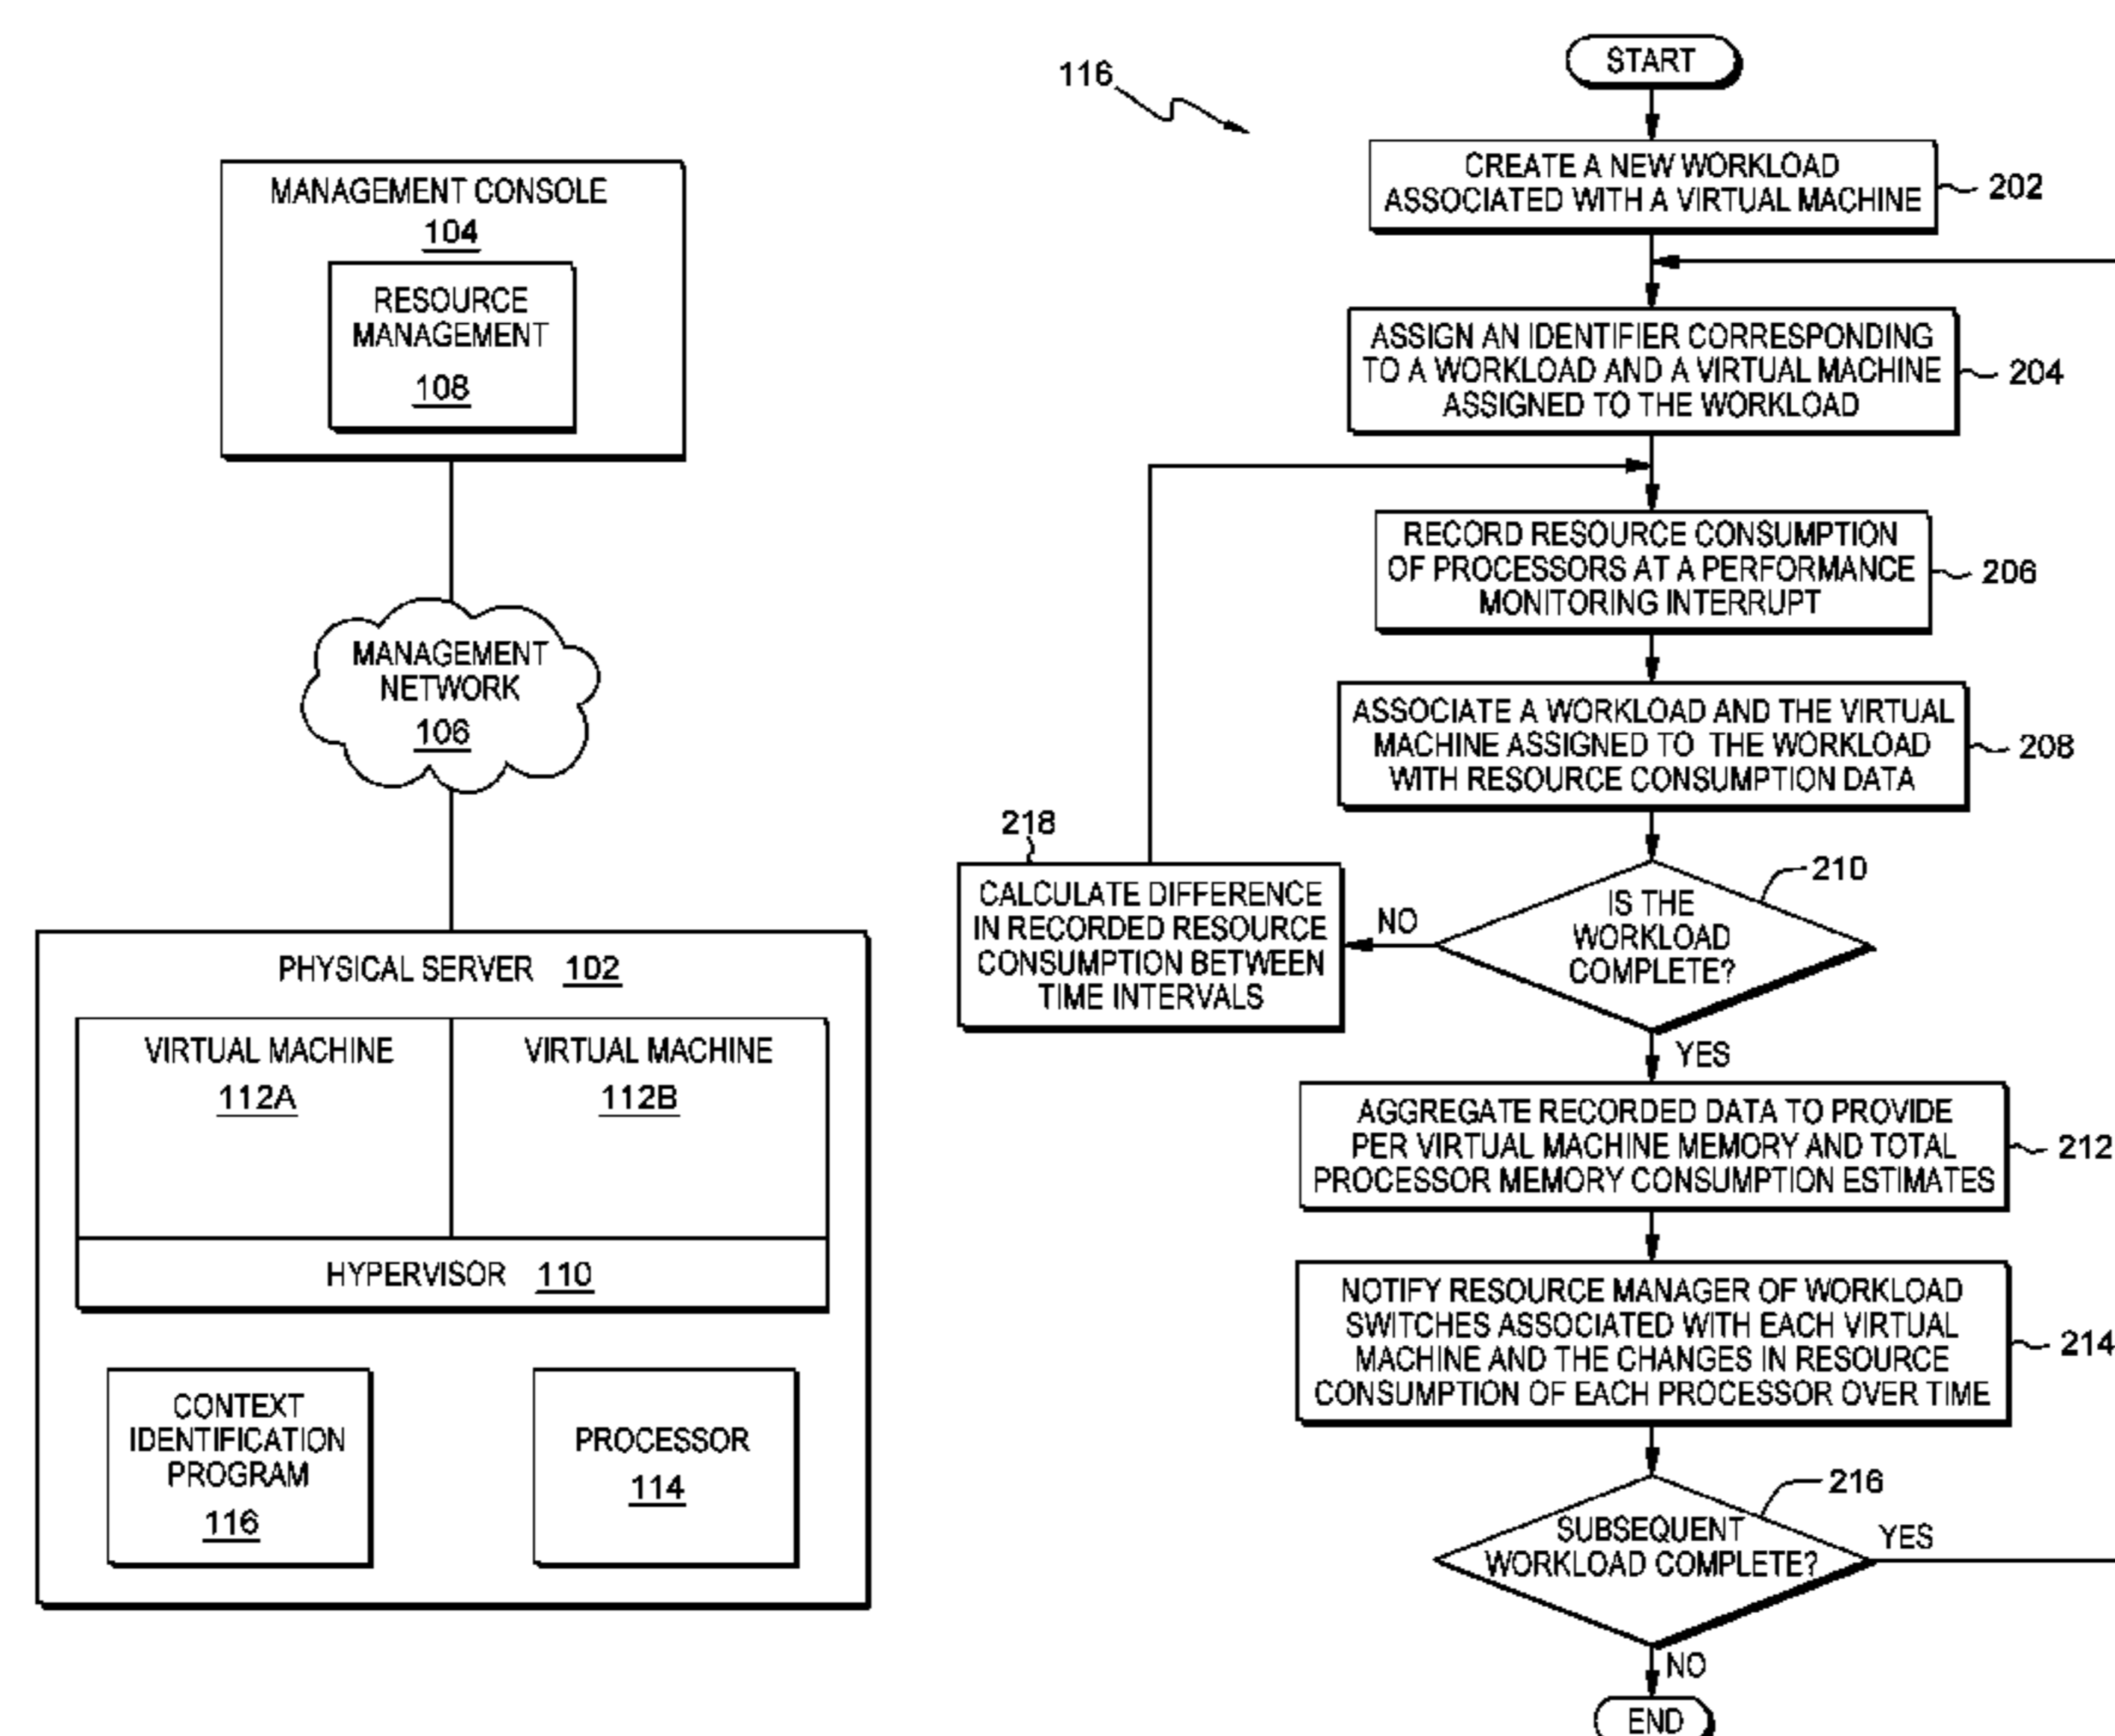 MANAGEMENT CONSOLE
104
RESOURCE
MANAGEMENT
108
MANAGEMENT
NETWORK
106
PHYSICAL SERVER 102
VIRTUAL MACHINE
112A
VIRTUAL MACHINE
112B
HYPERVISOR 110
CONTEXT
IDENTIFICATION
PROGRAM
116
PROCESSOR
114
116
START
CREATE A NEW WORKLOAD
ASSOCIATED WITH A VIRTUAL MACHINE
202
ASSIGN AN IDENTIFIER CORRESPONDING
TO A WORKLOAD AND A VIRTUAL MACHINE
ASSIGNED TO THE WORKLOAD
204
RECORD RESOURCE CONSUMPTION
OF PROCESSORS AT A PERFORMANCE
MONITORING INTERRUPT
206
ASSOCIATE A WORKLOAD AND THE VIRTUAL
MACHINE ASSIGNED TO THE WORKLOAD
WITH RESOURCE CONSUMPTION DATA
208
218
CALCULATE DIFFERENCE
IN RECORDED RESOURCE
CONSUMPTION BETWEEN
TIME INTERVALS
NO
210
IS THE
WORKLOAD
COMPLETE?
YES
AGGREGATE RECORDED DATA TO PROVIDE
PER VIRTUAL MACHINE MEMORY AND TOTAL
PROCESSOR MEMORY CONSUMPTION ESTIMATES
212
NOTIFY RESOURCE MANAGER OF WORKLOAD
SWITCHES ASSOCIATED WITH EACH VIRTUAL
MACHINE AND THE CHANGES IN RESOURCE
CONSUMPTION OF EACH PROCESSOR OVER TIME
214
216
SUBSEQUENT
WORKLOAD COMPLETE?
YES
NO
END